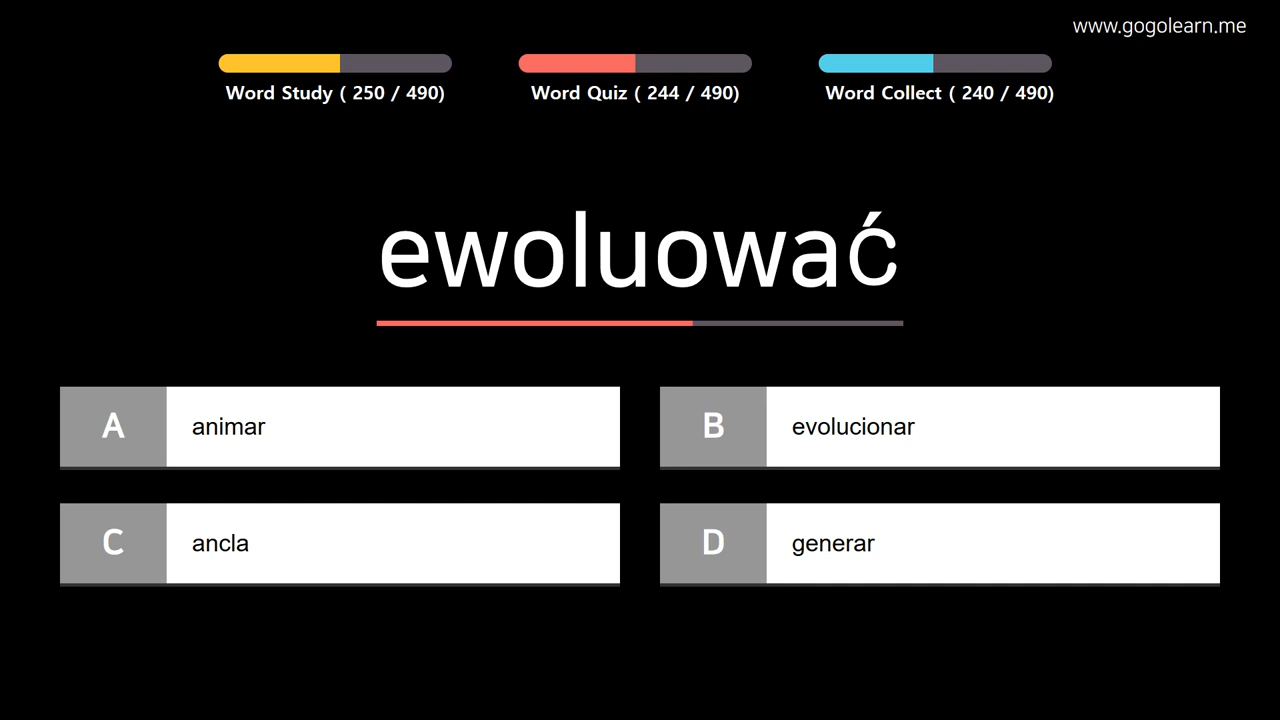 www.gogolearn.me
Word Study ( 250 / 490)
Word Quiz ( 244 / 490)
Word Collect ( 240 / 490)
ewoluować
A
animar
B
evolucionar
C
ancla
D
generar